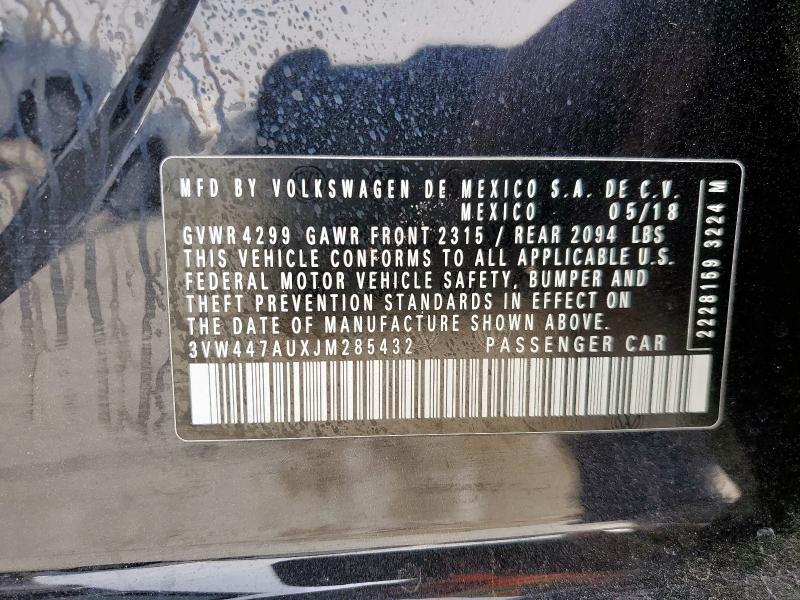 MFD BY VOLKSWAGEN DE MEXICO S.A. DE C.V.
MEXICO 05/18
GVWR 4299 GAWR FRONT 2315 / REAR 2094 LBS
THIS VEHICLE CONFORMS TO ALL APPLICABLE U.S.
FEDERAL MOTOR VEHICLE SAFETY, BUMPER AND
THEFT PREVENTION STANDARDS IN EFFECT ON
THE DATE OF MANUFACTURE SHOWN ABOVE.
3VW447AUXJM285432 PASSENGER CAR
2228169 3224 M